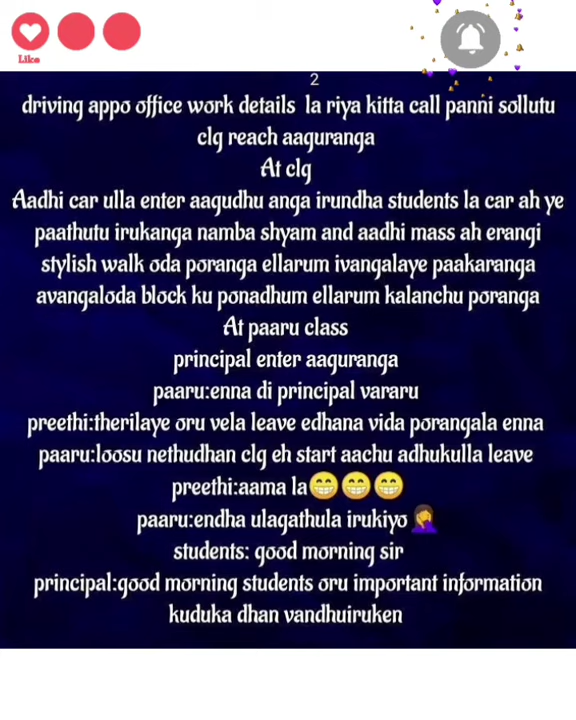 Like
2
driving appo office work details la riya kitta call panni sollutu
clg reach aaguranga
At clg
Aadhi car ulla enter aagudhu anga irundha students la car ah ye
paathutu irukanga namba shyam and aadhi mass ah erangi
stylish walk oda poranga ellarum ivangalaye paakaranga
avangaloda block ku ponadhum ellarum kalanchu poranga
At paaru class
principal enter aaguranga
paaru:enna di principal vararu
preethi:therilaye oru vela leave edhana vida porangala enna
paaru:loosu nethudhan clg eh start aachu adhukulla leave
preethi:aama la😁😁😁
paaru:endha ulagathula irukiyo🤦‍♀️
students: good morning sir
principal:good morning students oru important information
kuduka dhan vandhuiruken